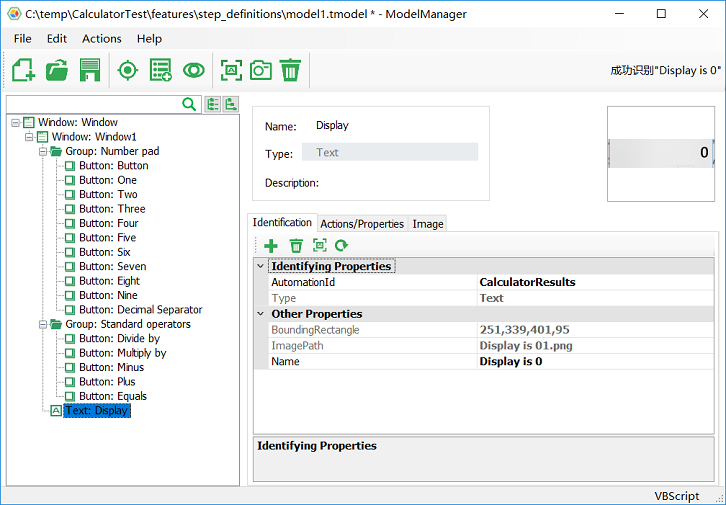 C:\temp\CalculatorTest\features\step_definitions\model1.tmodel * - ModelManager
File Edit Actions Help
成功识别"Display is 0"
Window: Window
Window: Window1
Group: Number pad
Button: Button
Button: One
Button: Two
Button: Three
Button: Four
Button: Five
Button: Six
Button: Seven
Button: Eight
Button: Nine
Button: Decimal Separator
Group: Standard operators
Button: Divide by
Button: Multiply by
Button: Minus
Button: Plus
Button: Equals
Text: Display
Name: Display
Type: Text
Description:
0
Identification Actions/Properties Image
Identifying Properties
AutomationId CalculatorResults
Type Text
Other Properties
BoundingRectangle 251,339,401,95
ImagePath Display is 01.png
Name Display is 0
Identifying Properties
VBScript